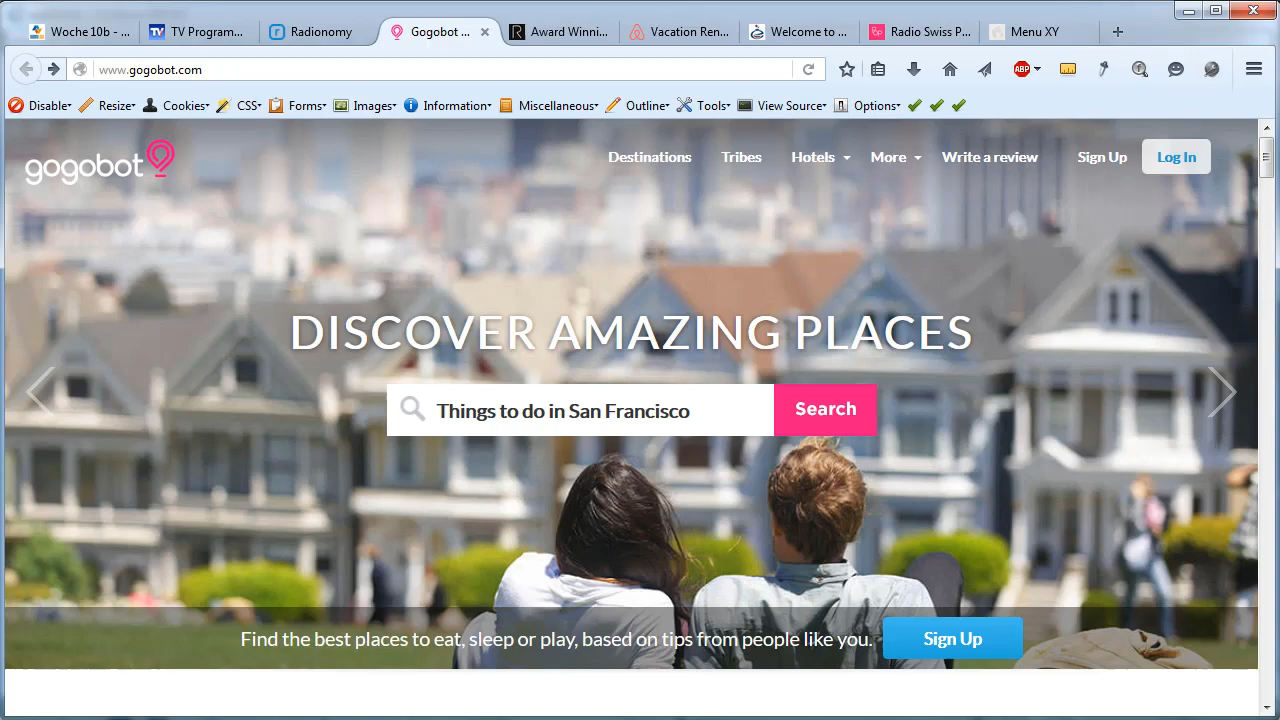 Woche 10b - ...
TV Program...
Radionomy
Gogobot ...
Award Winni...
Vacation Ren...
Welcome to ...
Radio Swiss P...
Menu XY
www.gogobot.com
ABP
Disable
Resize
Cookies
CSS
Forms
Images
Information
Miscellaneous
Outline
Tools
View Source
Options
gogobot
Destinations
Tribes
Hotels
More
Write a review
Sign Up
Log In
DISCOVER AMAZING PLACES
Things to do in San Francisco
Search
Find the best places to eat, sleep or play, based on tips from people like you.
Sign Up